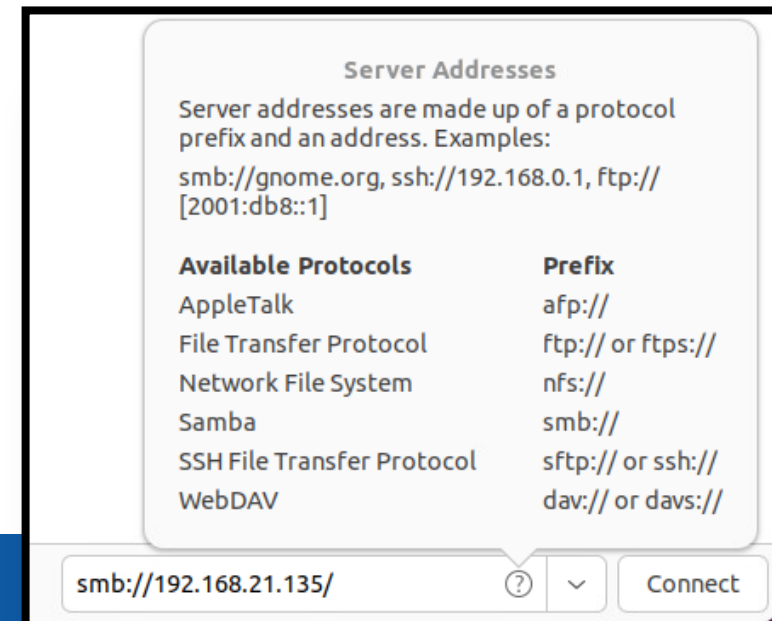 Server Addresses
Server addresses are made up of a protocol
prefix and an address. Examples:
smb://gnome.org, ssh://192.168.0.1, ftp://
[2001:db8::1]
Available Protocols Prefix
AppleTalk afp://
File Transfer Protocol ftp:// or ftps://
Network File System nfs://
Samba smb://
SSH File Transfer Protocol sftp:// or ssh://
WebDAV dav:// or davs://
smb://192.168.21.135/ ? Connect